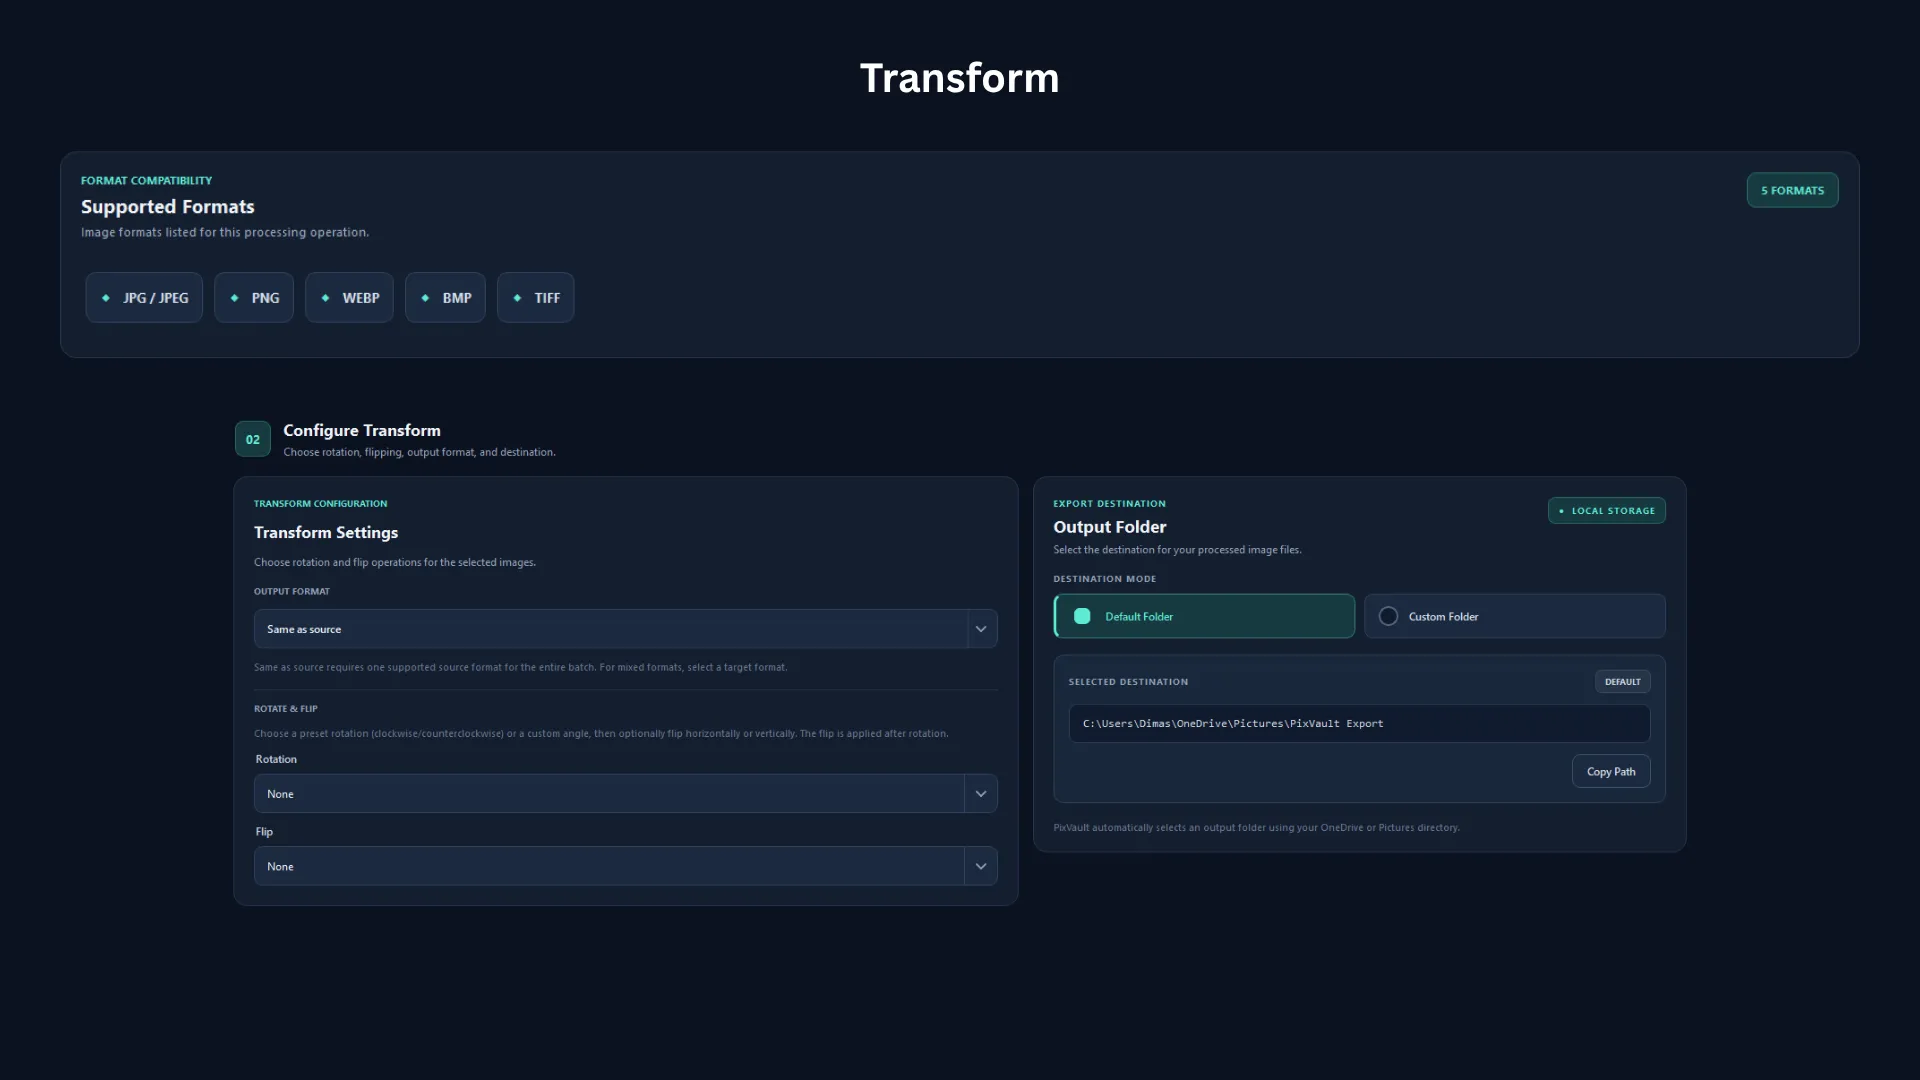 Transform
FORMAT COMPATIBILITY
Supported Formats
Image formats listed for this processing operation.
5 FORMATS
JPG / JPEG
PNG
WEBP
BMP
TIFF
02
Configure Transform
Choose rotation, flipping, output format, and destination.
TRANSFORM CONFIGURATION
Transform Settings
Choose rotation and flip operations for the selected images.
OUTPUT FORMAT
Same as source
Same as source requires one supported source format for the entire batch. For mixed formats, select a target format.
ROTATE & FLIP
Choose a preset rotation (clockwise/counterclockwise) or a custom angle, then optionally flip horizontally or vertically. The flip is applied after rotation.
Rotation
None
Flip
None
EXPORT DESTINATION
Output Folder
Select the destination for your processed image files.
LOCAL STORAGE
DESTINATION MODE
Default Folder
Custom Folder
SELECTED DESTINATION
DEFAULT
C:\Users\Dimas\OneDrive\Pictures\PixVault Export
Copy Path
PixVault automatically selects an output folder using your OneDrive or Pictures directory.